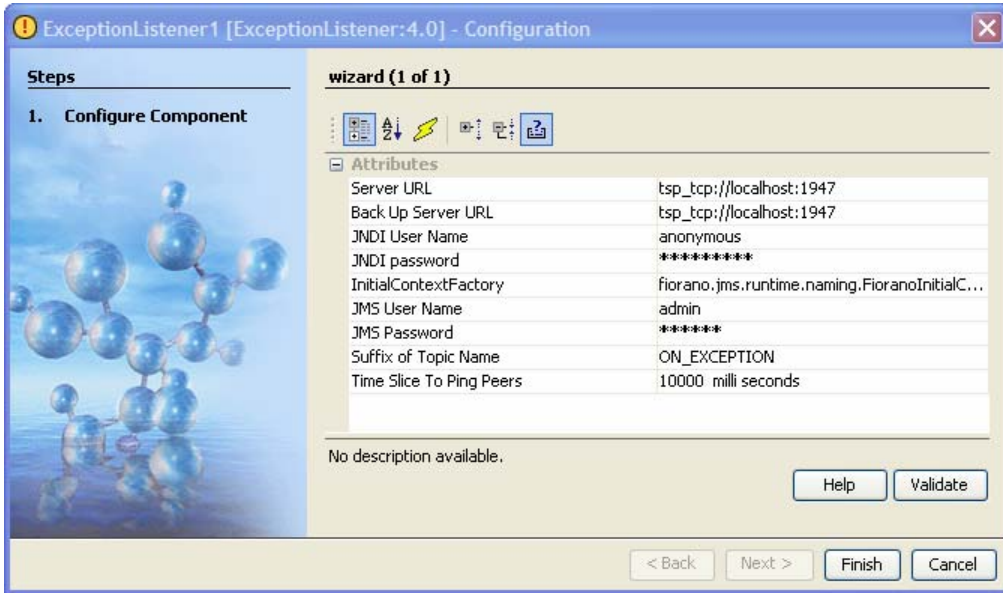 ExceptionListener1 [ExceptionListener:4.0] - Configuration
Steps
1. Configure Component
wizard (1 of 1)
Attributes
Server URL tsp_tcp://localhost:1947
Back Up Server URL tsp_tcp://localhost:1947
JNDI User Name anonymous
JNDI password *********
InitialContextFactory fiorano.jms.runtime.naming.FioranoInitialC...
JMS User Name admin
JMS Password ******
Suffix of Topic Name ON_EXCEPTION
Time Slice To Ping Peers 10000 milli seconds
No description available.
Help Validate
< Back Next > Finish Cancel